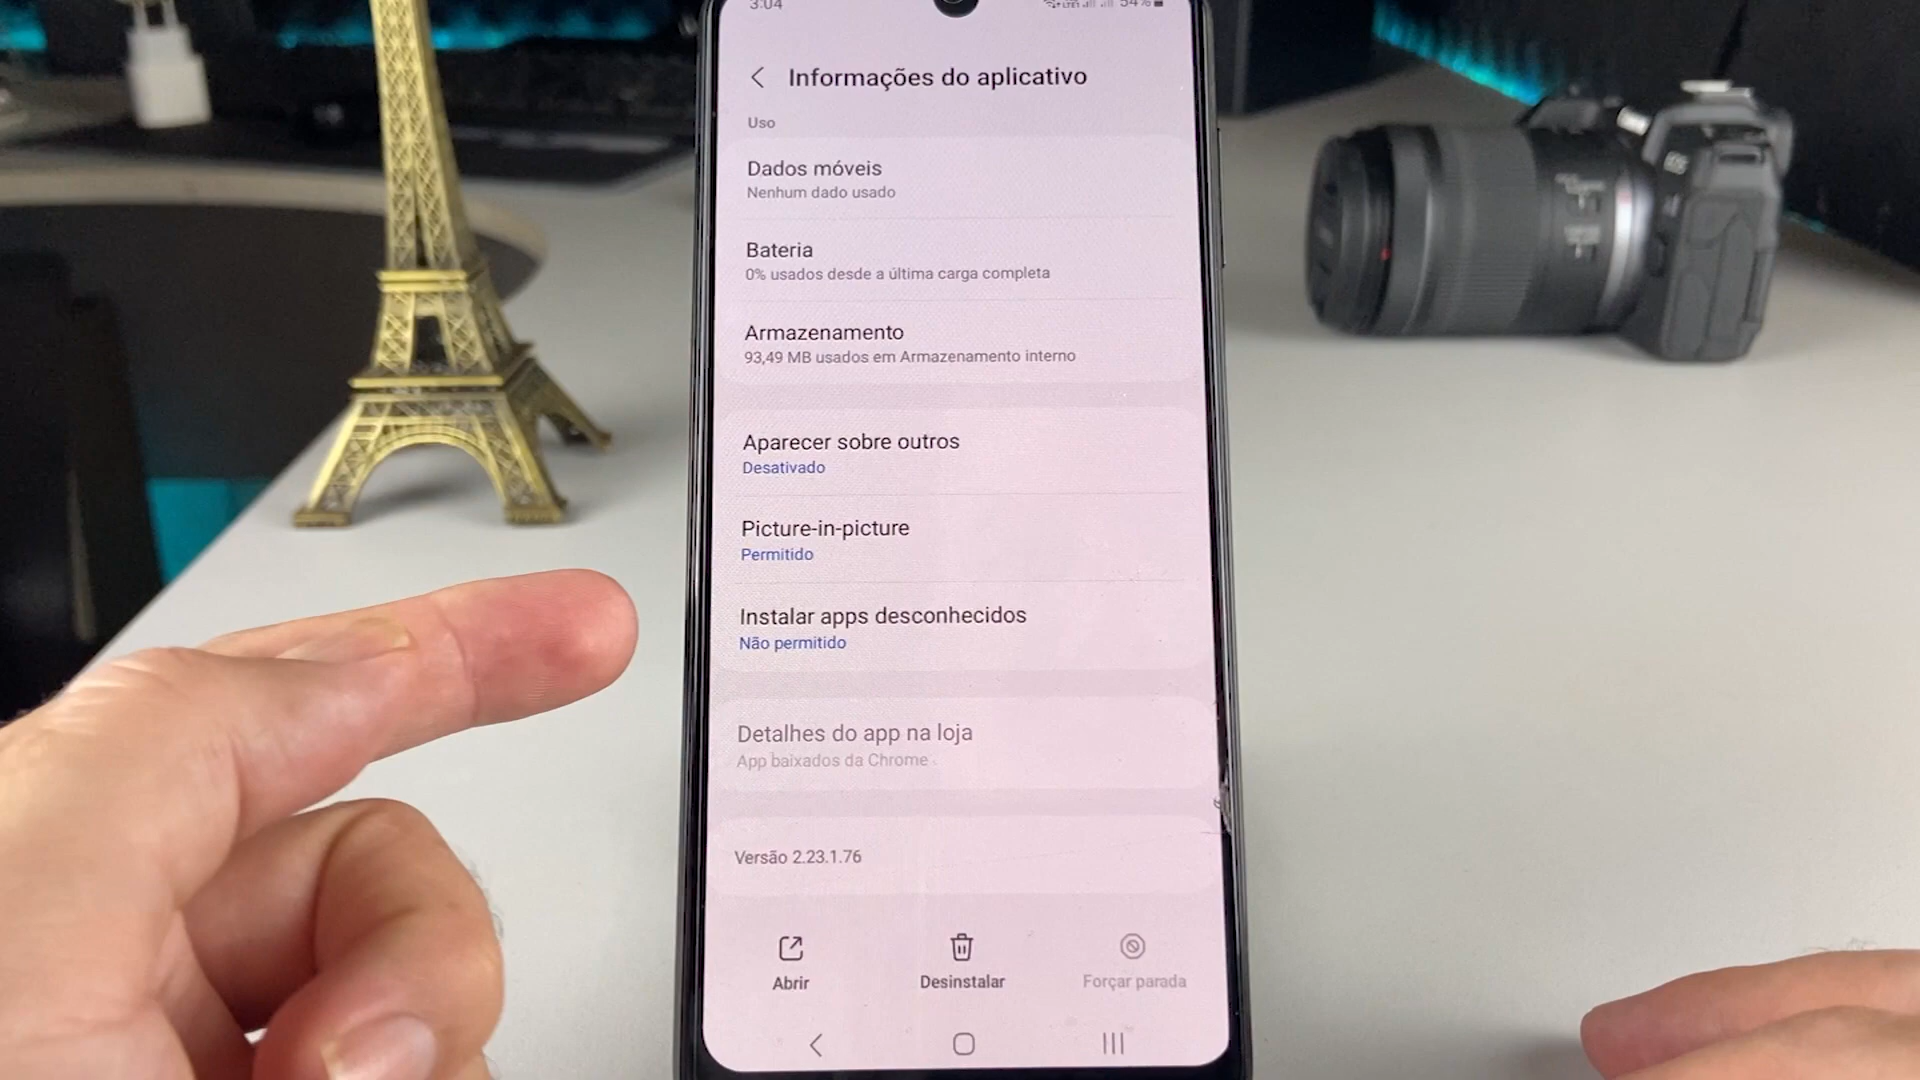 3:04
54%
Informações do aplicativo
Uso
Dados móveis
Nenhum dado usado
Bateria
0% usados desde a última carga completa
Armazenamento
93,49 MB usados em Armazenamento interno
Aparecer sobre outros
Desativado
Picture-in-picture
Permitido
Instalar apps desconhecidos
Não permitido
Detalhes do app na loja
App baixados da Chrome
Versão 2.23.1.76
Abrir
Desinstalar
Forçar parada